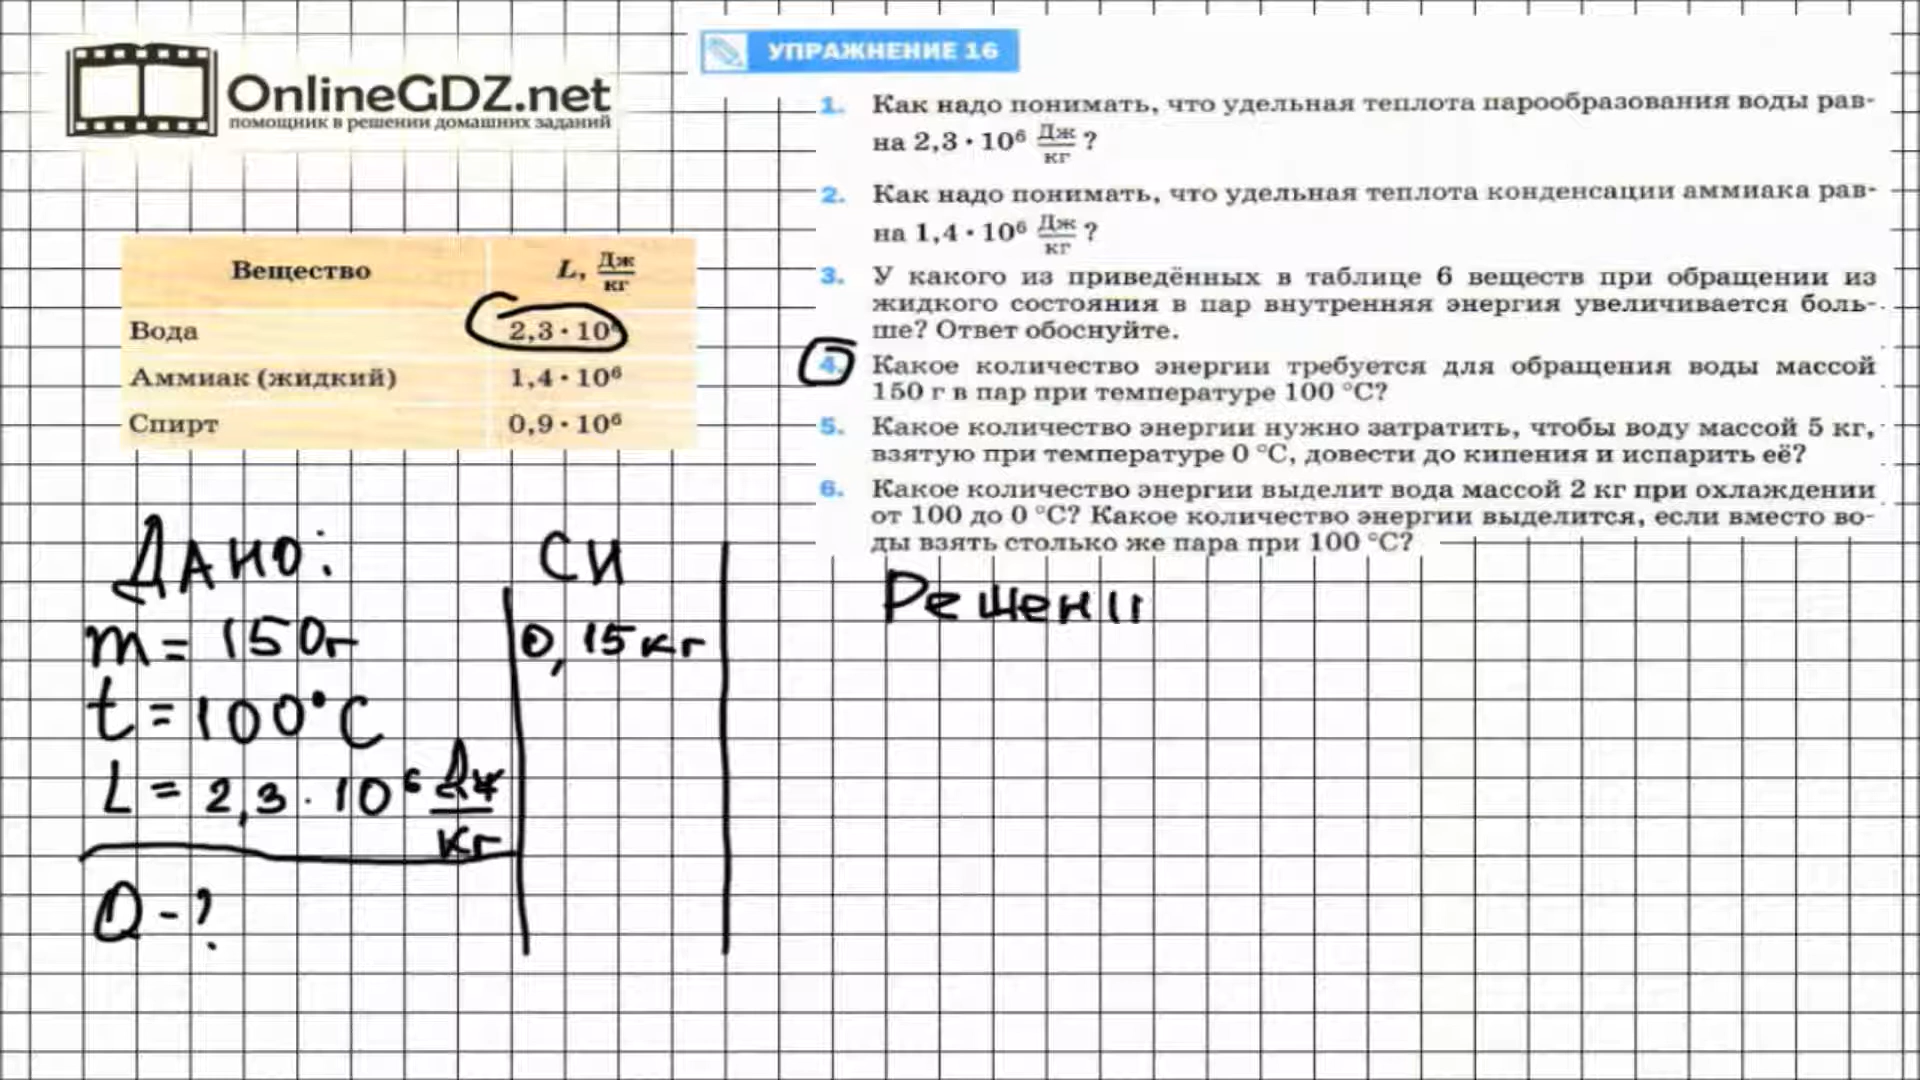 OnlineGDZ.net
помощник в решении домашних заданий
УПРАЖНЕНИЕ 16
1. Как надо понимать, что удельная теплота парообразования воды рав-
на 2,3 · 10⁶ Дж/кг ?
2. Как надо понимать, что удельная теплота конденсации аммиака рав-
на 1,4 · 10⁶ Дж/кг ?
3. У какого из приведённых в таблице 6 веществ при обращении из
жидкого состояния в пар внутренняя энергия увеличивается боль-
ше? Ответ обоснуйте.
4. Какое количество энергии требуется для обращения воды массой
150 г в пар при температуре 100 °С?
5. Какое количество энергии нужно затратить, чтобы воду массой 5 кг,
взятую при температуре 0 °С, довести до кипения и испарить её?
6. Какое количество энергии выделит вода массой 2 кг при охлаждении
от 100 до 0 °С? Какое количество энергии выделится, если вместо во-
ды взять столько же пара при 100 °С?
Вещество L, Дж/кг
Вода 2,3 · 10⁶
Аммиак (жидкий) 1,4 · 10⁶
Спирт 0,9 · 10⁶
ДАНО: СИ
m = 150г 0,15кг
t = 100°С
L = 2,3 · 10⁶ Дж/кг
Q - ?
Решени